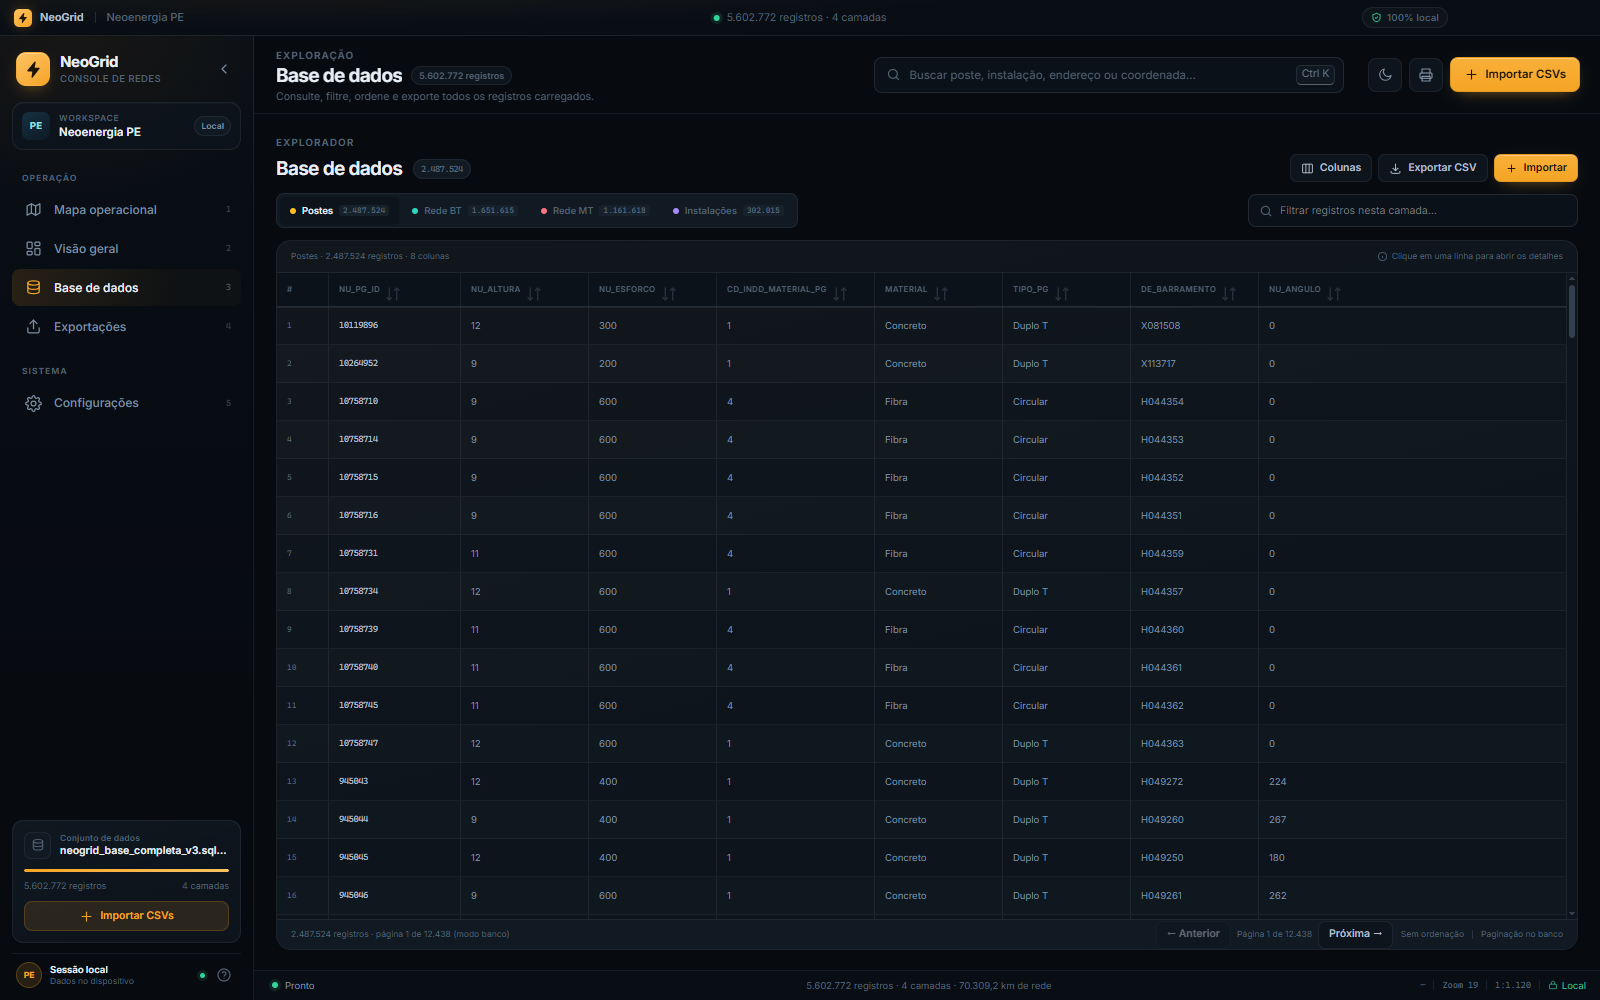 NeoGrid | Neoenergia PE
5.602.772 registros · 4 camadas
100% local
NeoGrid
CONSOLE DE REDES
PE
WORKSPACE
Neoenergia PE
Local
OPERAÇÃO
Mapa operacional 1
Visão geral 2
Base de dados 3
Exportações 4
SISTEMA
Configurações 5
Conjunto de dados
neogrid_base_completa_v3.sql...
5.602.772 registros 4 camadas
+ Importar CSVs
PE
Sessão local
Dados no dispositivo
EXPLORAÇÃO
Base de dados 5.602.772 registros
Consulte, filtre, ordene e exporte todos os registros carregados.
Buscar poste, instalação, endereço ou coordenada... Ctrl K
+ Importar CSVs
EXPLORADOR
Base de dados 2.487.524
Colunas Exportar CSV + Importar
Postes 2.487.524 Rede BT 1.651.615 Rede MT 1.161.618 Instalações 302.015
Filtrar registros nesta camada...
Postes · 2.487.524 registros · 8 colunas
Clique em uma linha para abrir os detalhes
# NU_PG_ID NU_ALTURA NU_ESFORCO CD_INDD_MATERIAL_PG MATERIAL TIPO_PG DE_BARRAMENTO NU_ANGULO
1 10119896 12 300 1 Concreto Duplo T X081508 0
2 10264952 9 200 1 Concreto Duplo T X113717 0
3 10758710 9 600 4 Fibra Circular H044354 0
4 10758714 9 600 4 Fibra Circular H044353 0
5 10758715 9 600 4 Fibra Circular H044352 0
6 10758716 9 600 4 Fibra Circular H044351 0
7 10758731 11 600 4 Fibra Circular H044359 0
8 10758734 12 600 1 Concreto Duplo T H044357 0
9 10758739 11 600 4 Fibra Circular H044360 0
10 10758740 11 600 4 Fibra Circular H044361 0
11 10758745 11 600 4 Fibra Circular H044362 0
12 10758747 12 600 1 Concreto Duplo T H044363 0
13 945043 12 400 1 Concreto Duplo T H049272 224
14 945044 9 400 1 Concreto Duplo T H049260 267
15 945045 12 400 1 Concreto Duplo T H049250 180
16 945046 9 600 1 Concreto Duplo T H049261 262
2.487.524 registros · página 1 de 12.438 (modo banco)
← Anterior Página 1 de 12.438 Próxima → Sem ordenação | Paginação no banco
Pronto
5.602.772 registros · 4 camadas · 70.309,2 km de rede
— | Zoom 19 | 1:1.120 | Local